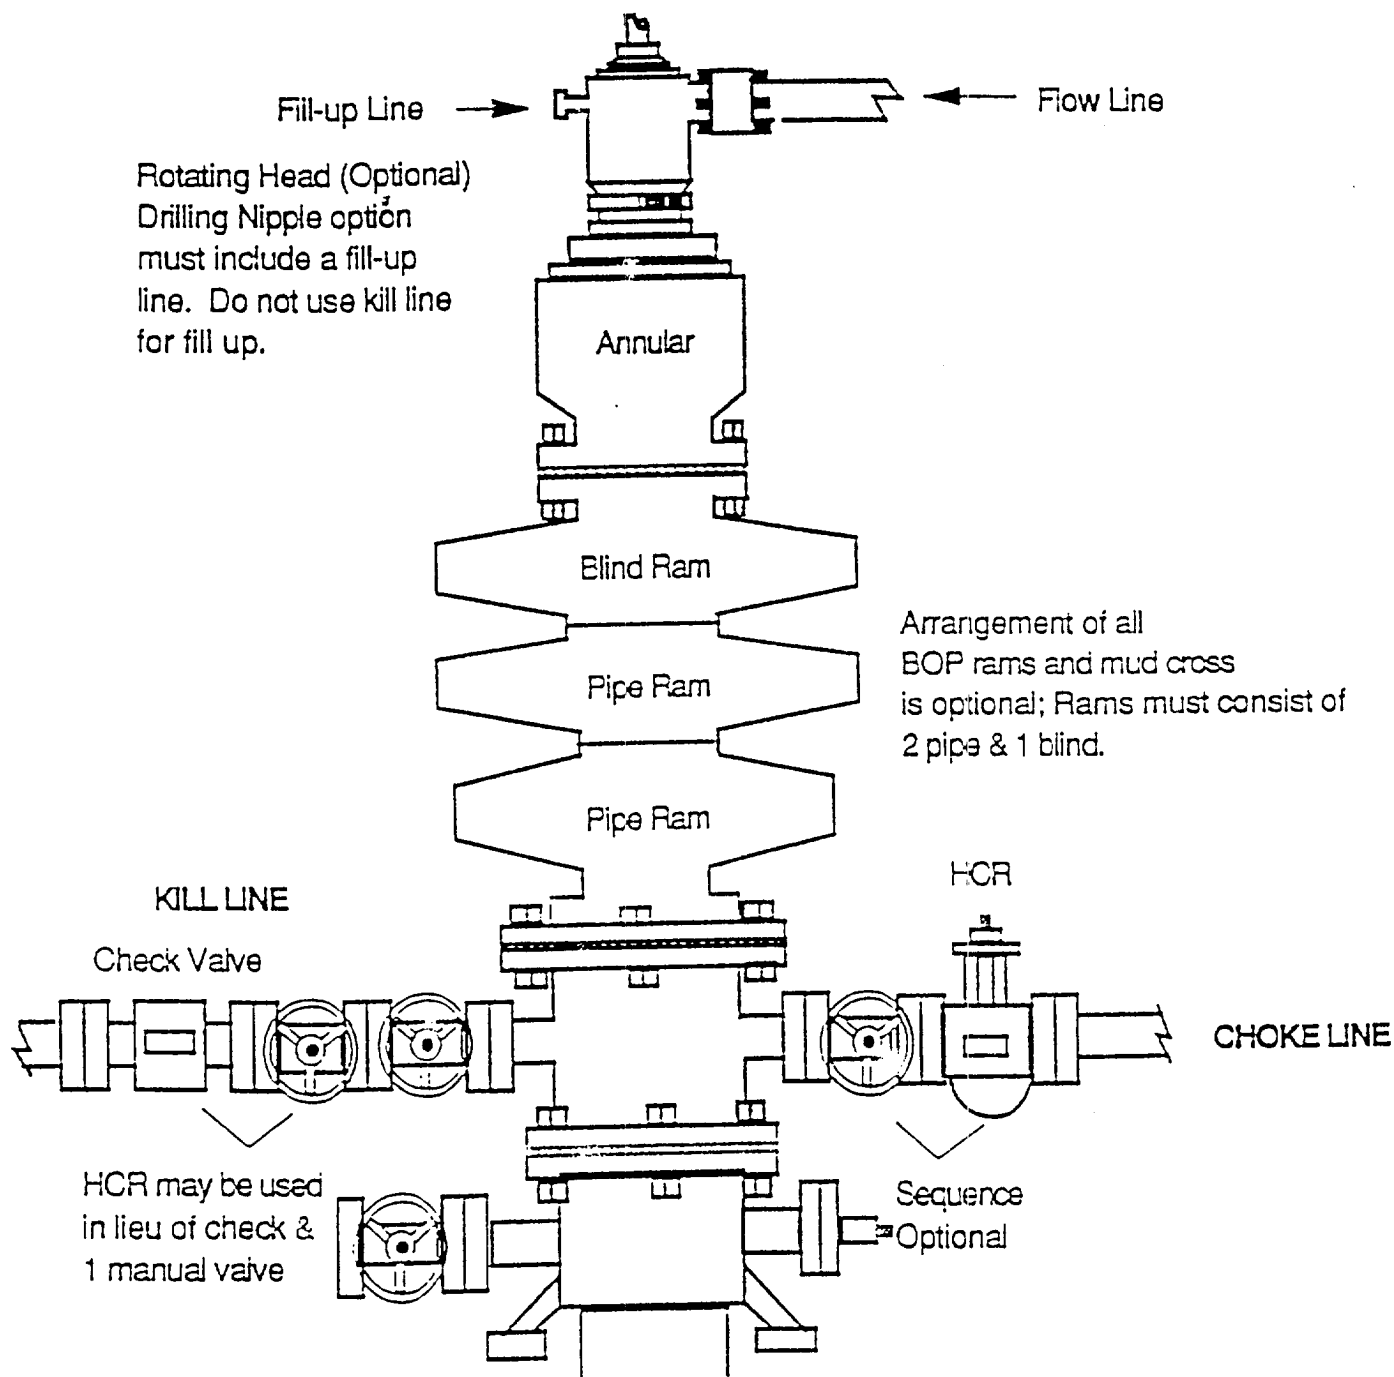 Fill-up Line
Flow Line
Rotating Head (Optional)
Drilling Nipple option
must include a fill-up
line. Do not use kill line
for fill up.
Annular
Blind Ram
Arrangement of all
BOP rams and mud cross
is optional; Rams must consist of
2 pipe & 1 blind.
Pipe Ram
Pipe Ram
HCR
KILL LINE
Check Valve
CHOKE LINE
HCR may be used
in lieu of check &
1 manual valve
Sequence
Optional